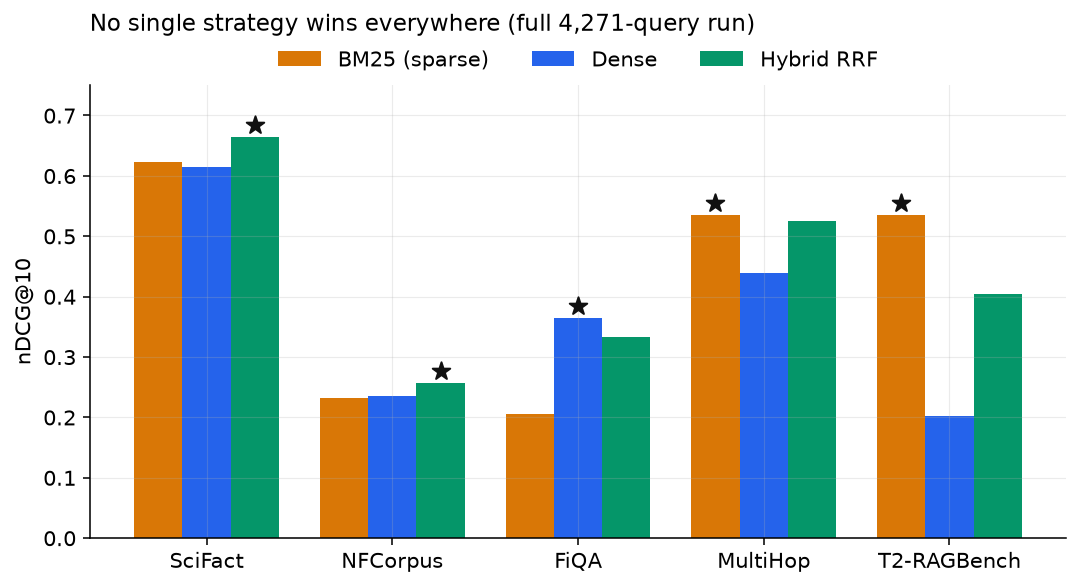 No single strategy wins everywhere (full 4,271-query run)
BM25 (sparse) Dense Hybrid RRF
nDCG@10
0.7
0.6
0.5
0.4
0.3
0.2
0.1
0.0
SciFact NFCorpus FiQA MultiHop T2-RAGBench